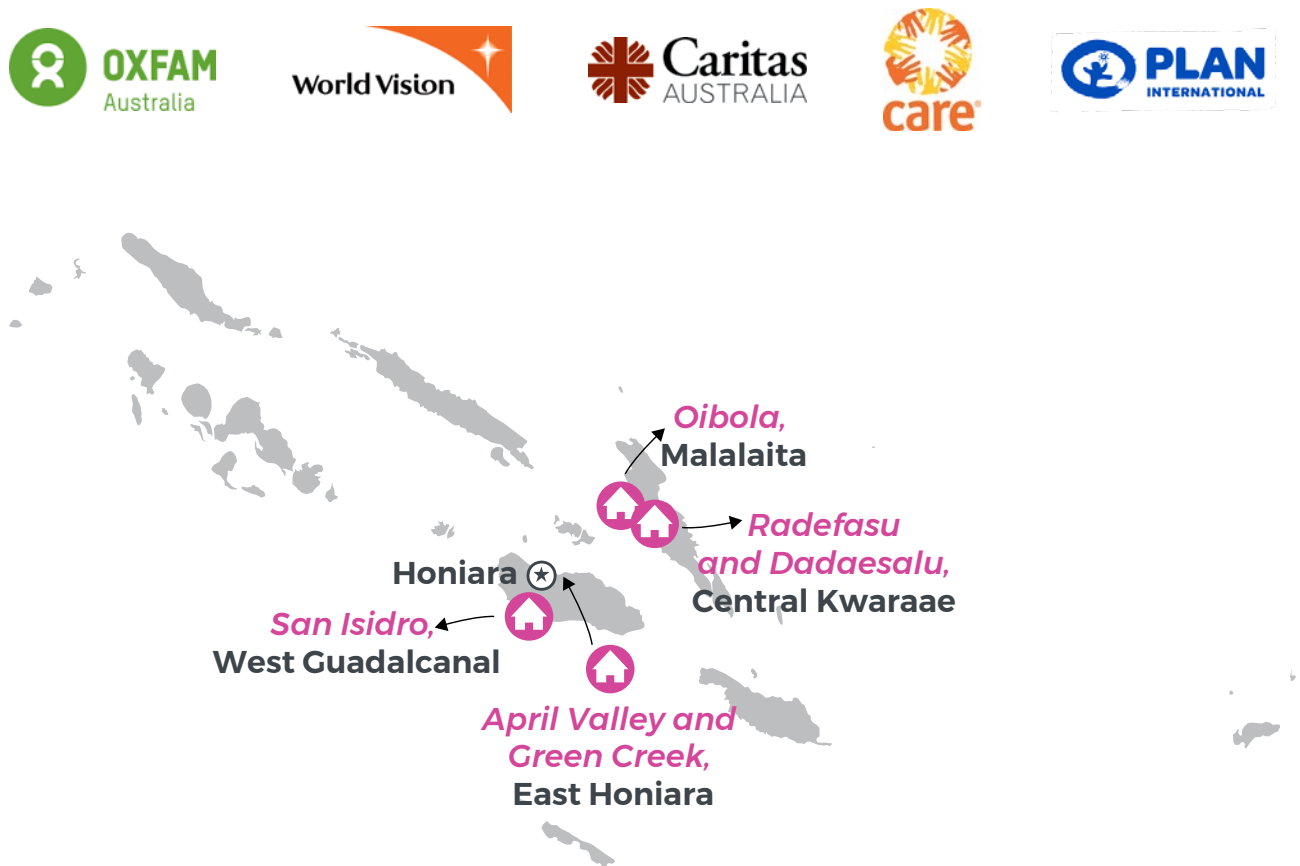 OXFAM
Australia
World Vision
Caritas
AUSTRALIA
care®
PLAN
INTERNATIONAL
Oibola,
Malalaita
Radefasu
and Dadaesalu,
Central Kwaraae
Honiara
San Isidro,
West Guadalcanal
April Valley and
Green Creek,
East Honiara